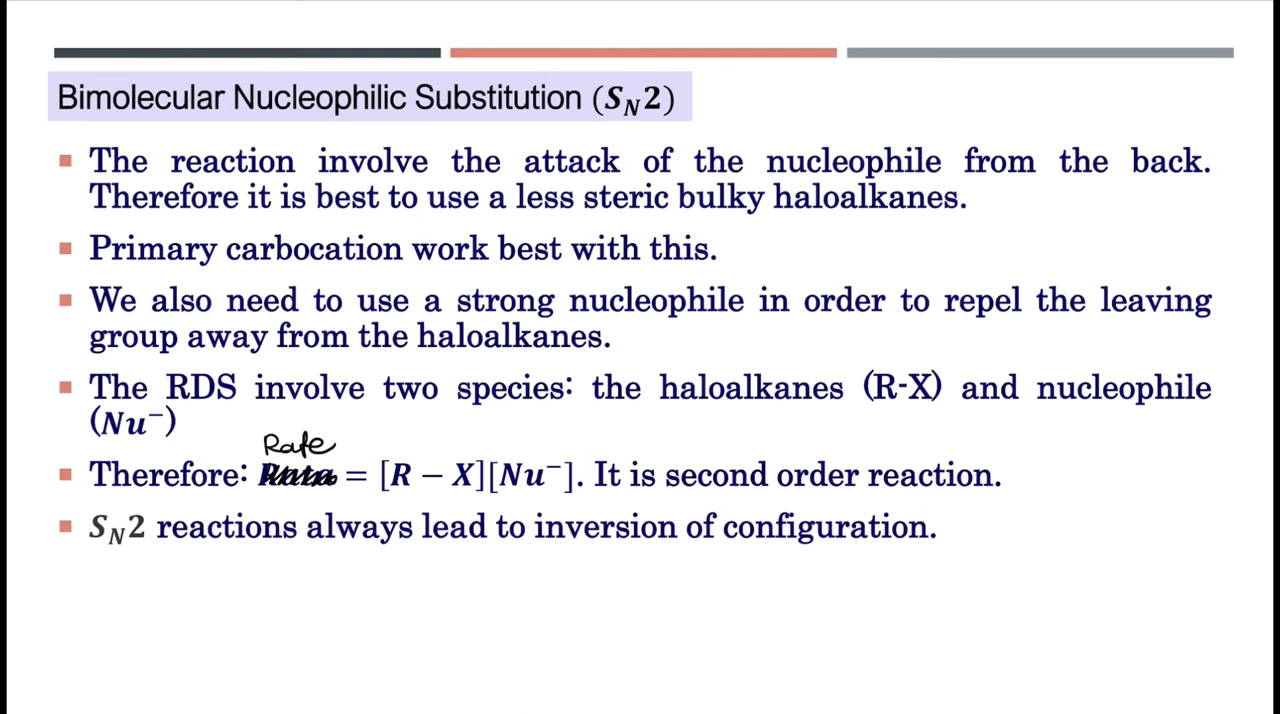 Bimolecular Nucleophilic Substitution (S_N2)
▪ The reaction involve the attack of the nucleophile from the back.
Therefore it is best to use a less steric bulky haloalkanes.
▪ Primary carbocation work best with this.
▪ We also need to use a strong nucleophile in order to repel the leaving
group away from the haloalkanes.
▪ The RDS involve two species: the haloalkanes (R-X) and nucleophile
(Nu⁻)
Rate
▪ Therefore: = [R − X][Nu⁻]. It is second order reaction.
▪ S_N2 reactions always lead to inversion of configuration.